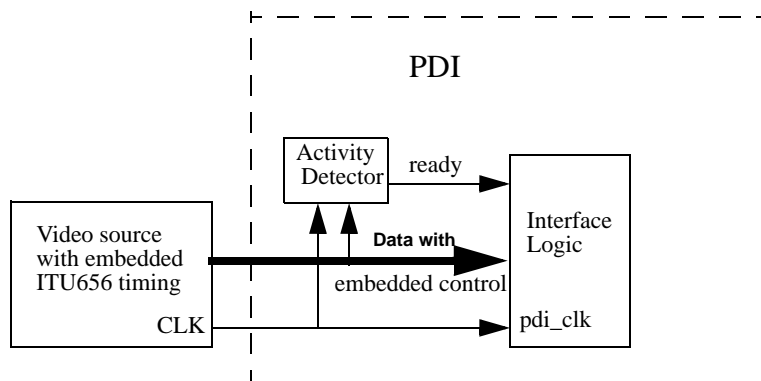 PDI
Activity
Detector
ready
Interface
Logic
Video source
with embedded
ITU656 timing
Data with
embedded control
CLK
pdi_clk